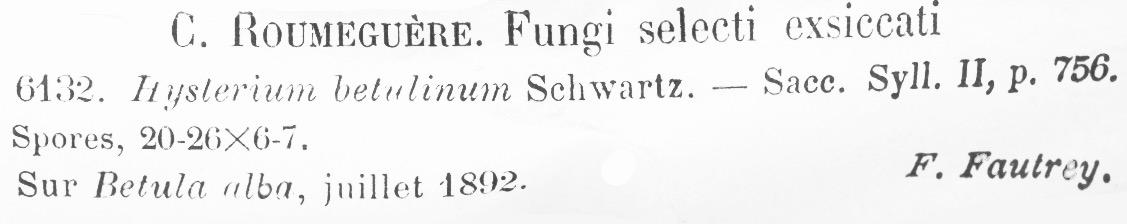 C. ROUMEGUÈRE. Fungi selecti exsiccati
6132. Hysterium betulinum Schwartz. — Sacc. Syll. II, p. 756.
Spores, 20-26×6-7.
Sur Betula alba, juillet 1892.
F. Fautrey.